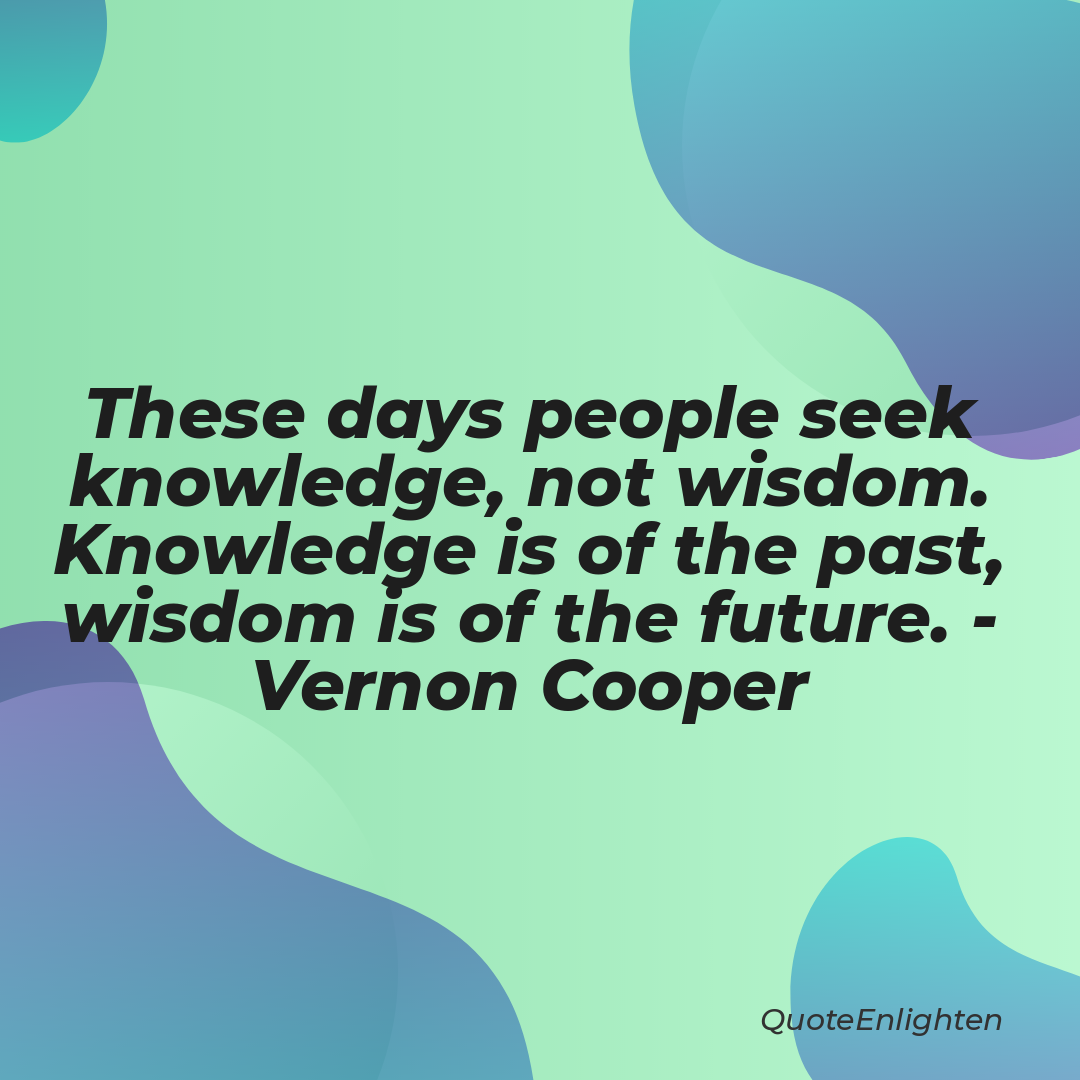 These days people seek
knowledge, not wisdom.
Knowledge is of the past,
wisdom is of the future. -
Vernon Cooper
QuoteEnlighten